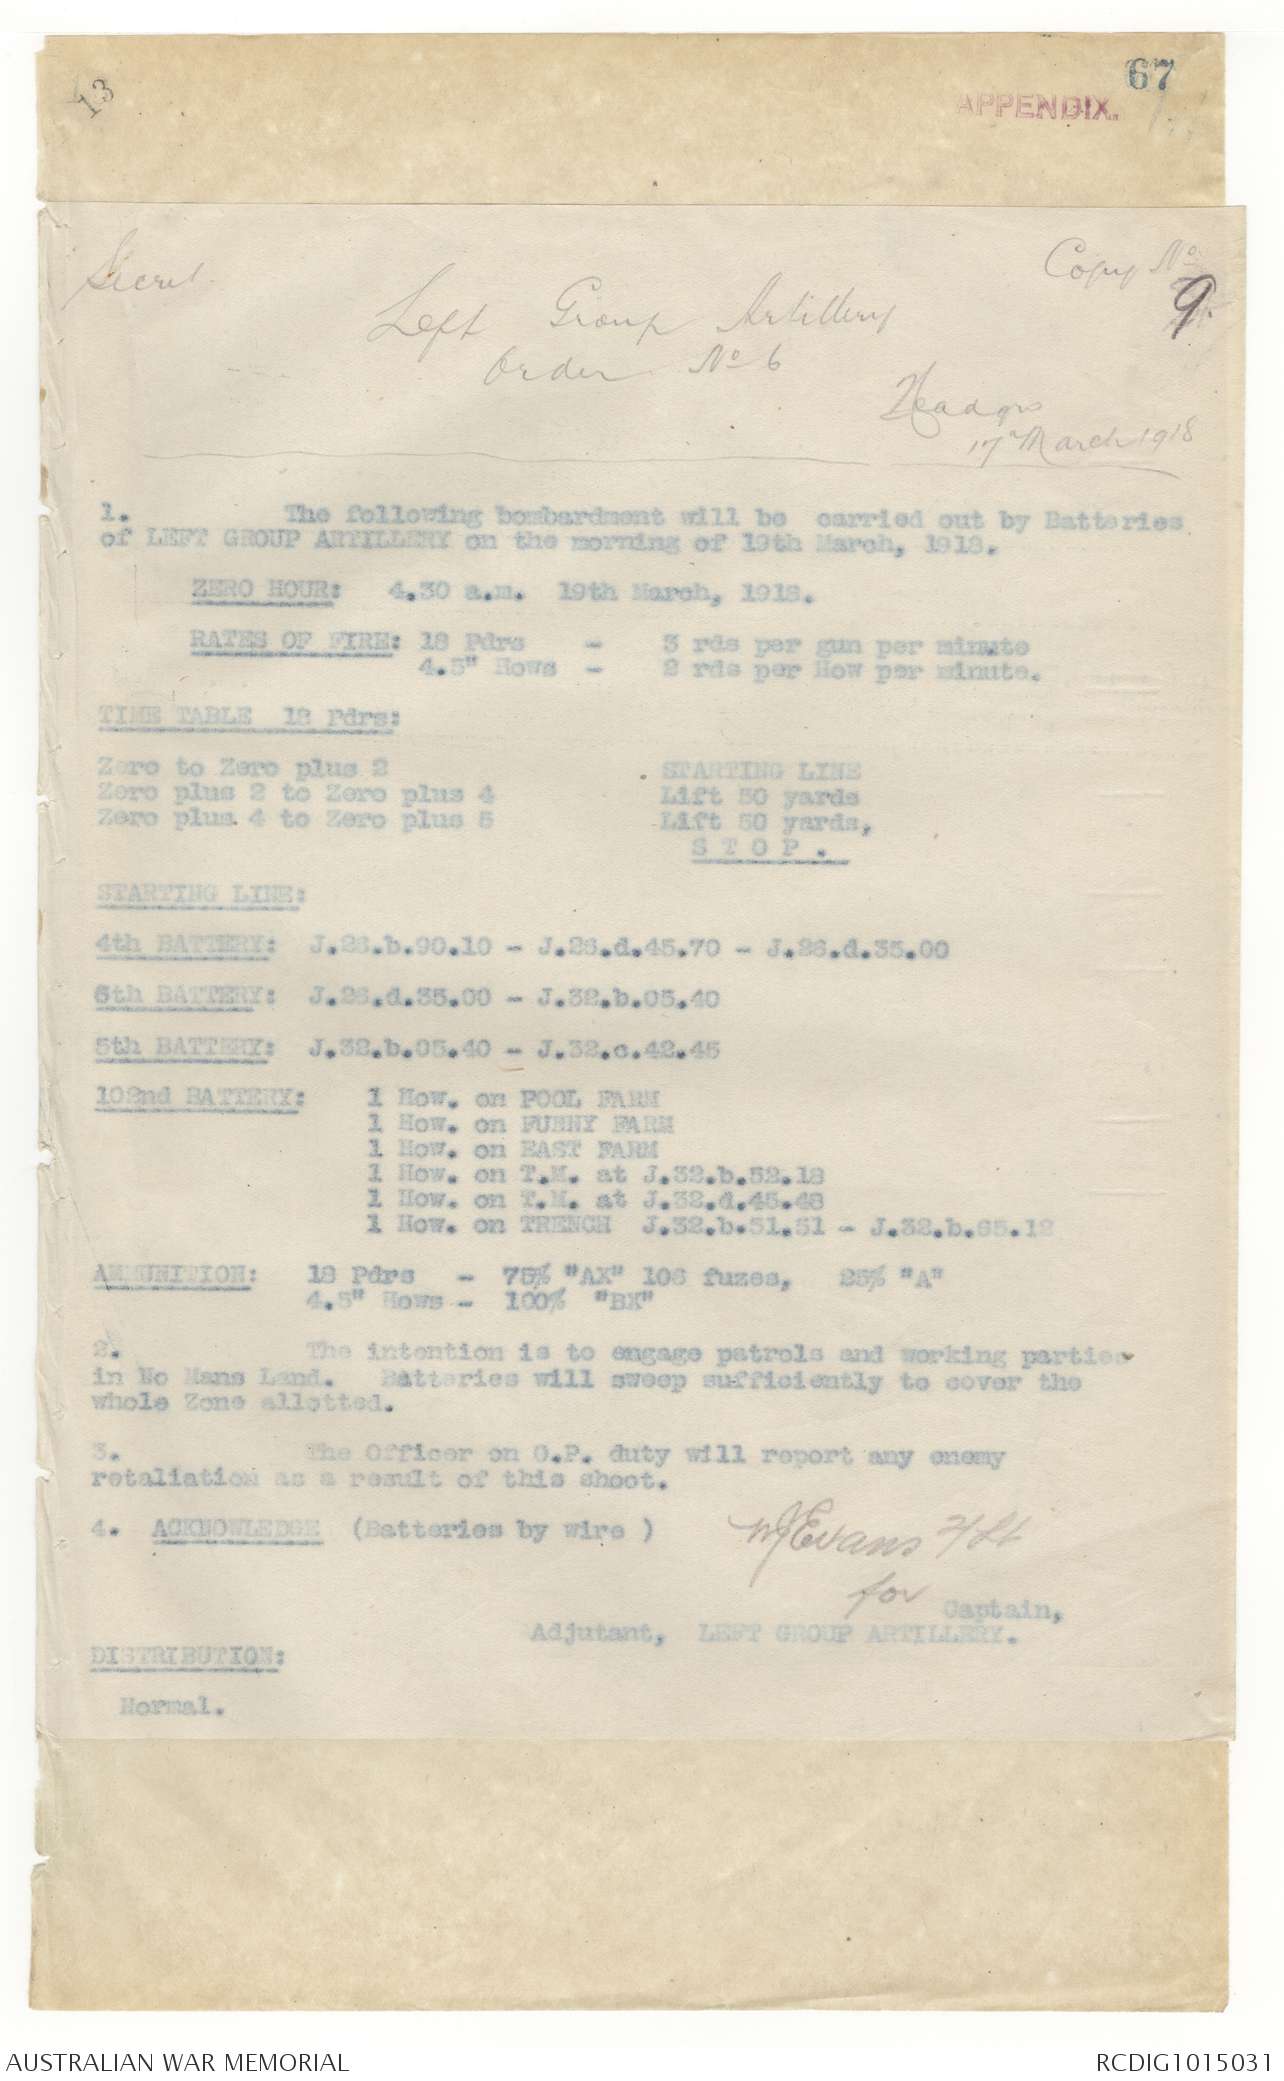 13
67
APPENDIX.
Secret
Copy No
9.
Left Group Artillery
Order No 6
Headqrs
17 March 1918
1. The following bombardment will be carried out by Batteries
of LEFT GROUP ARTILLERY on the morning of 19th March, 1918.
ZERO HOUR: 4.30 a.m. 19th March, 1918.
RATES OF FIRE: 18 Pdrs - 3 rds per gun per minute
4.5" Hows - 2 rds per How per minute.
TIME TABLE 18 Pdrs:
Zero to Zero plus 2 STARTING LINE
Zero plus 2 to Zero plus 4 Lift 50 yards
Zero plus 4 to Zero plus 5 Lift 50 yards,
S T O P .
STARTING LINE:
4th BATTERY: J.26.b.90.10 - J.26.d.45.70 - J.26.d.35.00
6th BATTERY: J.26.d.35.00 - J.32.b.05.40
5th BATTERY: J.32.b.05.40 - J.32.c.42.45
102nd BATTERY: 1 How. on POOL FARM
1 How. on FUNNY FARM
1 How. on EAST FARM
1 How. on T.M. at J.32.b.52.18
1 How. on T.M. at J.32.d.45.48
1 How. on TRENCH J.32.b.51.51 - J.32.b.65.12
AMMUNITION: 18 Pdrs - 75% "AX" 106 fuzes, 25% "A"
4.5" Hows - 100% "BX"
2. The intention is to engage patrols and working parties
in No Mans Land. Batteries will sweep sufficiently to cover the
whole Zone allotted.
3. The Officer on O.P. duty will report any enemy
retaliation as a result of this shoot.
4. ACKNOWLEDGE (Batteries by wire )
WJEvans 2/Lt
for Captain,
Adjutant, LEFT GROUP ARTILLERY.
DISTRIBUTION:
Normal.
AUSTRALIAN WAR MEMORIAL
RCDIG1015031